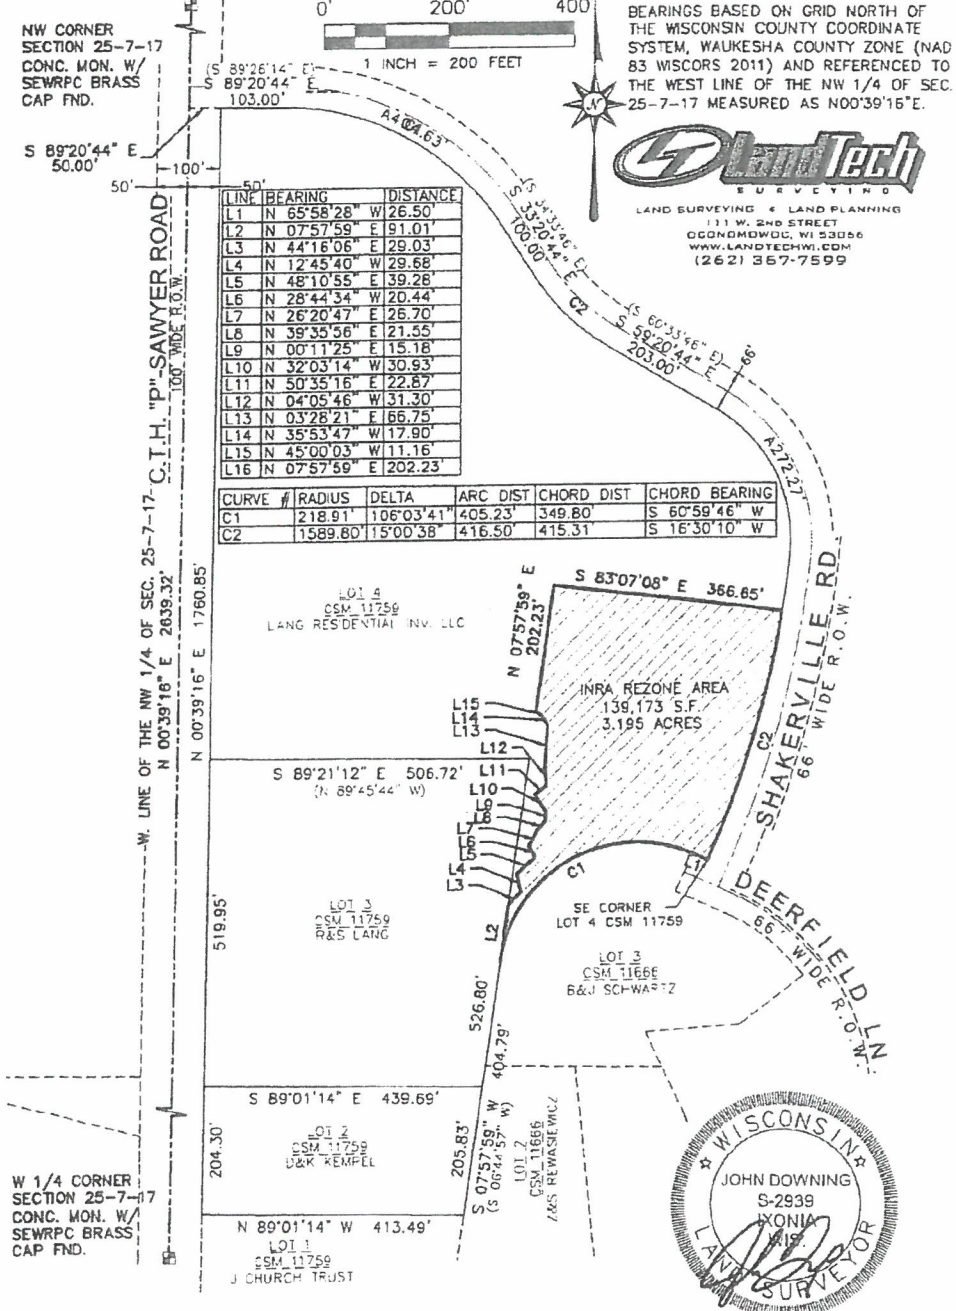 NW CORNER
SECTION 25-7-17
CONC. MON. W/
SEWRPC BRASS
CAP FND.
0' 200' 400'
1 INCH = 200 FEET
BEARINGS BASED ON GRID NORTH OF
THE WISCONSIN COUNTY COORDINATE
SYSTEM, WAUKESHA COUNTY ZONE (NAD
83 WISCORS 2011) AND REFERENCED TO
THE WEST LINE OF THE NW 1/4 OF SEC.
25-7-17 MEASURED AS N00°39'16"E.
N
LT LandTech
SURVEYING
LAND SURVEYING & LAND PLANNING
111 W. 2ND STREET
OCONOMOWOC, WI 53066
WWW.LANDTECHWI.COM
(262) 367-7599
(S 89°26'14" E)
S 89°20'44" E
103.00'
S 89°20'44" E
50.00'
100'
50' 50'
(S 34°33'46" E)
S 33°20'44" E
100.00'
C2
(S 60°33'46" E)
S 59°20'44" E
203.00'
66'
A272.27'
LINE BEARING DISTANCE
L1 N 65°58'28" W 26.50'
L2 N 07°57'59" E 91.01'
L3 N 44°16'06" E 29.03'
L4 N 12°45'40" W 29.68'
L5 N 48°10'55" E 39.28'
L6 N 28°44'34" W 20.44'
L7 N 26°20'47" E 26.70'
L8 N 39°35'56" E 21.55'
L9 N 00°11'25" E 15.18'
L10 N 32°03'14" W 30.93'
L11 N 50°35'16" E 22.87'
L12 N 04°05'46" W 31.30'
L13 N 03°28'21" E 66.75'
L14 N 35°53'47" W 17.90'
L15 N 45°00'03" W 11.16'
L16 N 07°57'59" E 202.23'
CURVE # RADIUS DELTA ARC DIST CHORD DIST CHORD BEARING
C1 218.91' 106°03'41" 405.23' 349.80' S 60°59'46" W
C2 1589.80' 15°00'38" 416.50' 415.31' S 16°30'10" W
C.T.H. "P"-SAWYER ROAD
100' WIDE R.O.W.
W. LINE OF THE NW 1/4 OF SEC. 25-7-17
N 00°39'16" E 2639.32'
N 00°39'16" E 1760.85'
LOT 4
CSM 11759
LANG RESIDENTIAL INV. LLC
N 07°57'59" E
202.23'
S 83°07'08" E 366.65'
INRA REZONE AREA
139,173 S.F.
3.195 ACRES
SHAKERVILLE RD.
66' WIDE R.O.W.
C2
L15
L14
L13
L12
L11
L10
L9
L8
L7
L6
L5
L4
L3
L2
C1
L1
S 89°21'12" E 506.72'
(N 89°45'44" W)
SE CORNER
LOT 4 CSM 11759
DEERFIELD LN.
66' WIDE R.O.W.
519.95'
LOT 3
CSM 11759
R&S LANG
LOT 3
CSM 11666
B&J SCHWARTZ
526.80'
404.79'
S 89°01'14" E 439.69'
204.30'
LOT 2
CSM 11759
D&K KEMPEL
205.83'
S 07°57'59" W
(S 06°44'57" W)
LOT 2
CSM 11666
N 89°01'14" W 413.49'
LOT 1
CSM 11759
J CHURCH TRUST
W 1/4 CORNER
SECTION 25-7-17
CONC. MON. W/
SEWRPC BRASS
CAP FND.
WISCONSIN
JOHN DOWNING
S-2939
IXONIA
WIS.
LAND SURVEYOR